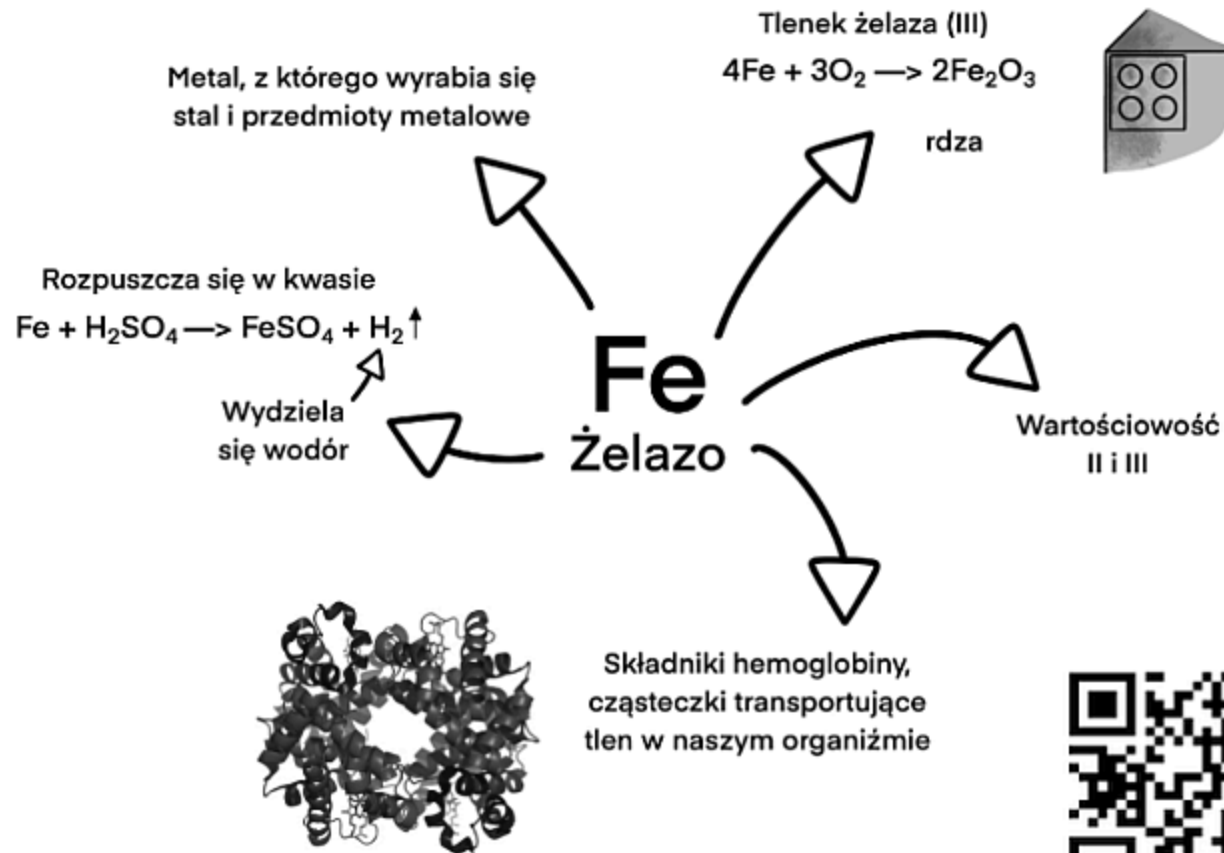 Tlenek żelaza (III)
4Fe + 3O₂ —> 2Fe₂O₃
rdza
Metal, z którego wyrabia się
stal i przedmioty metalowe
Rozpuszcza się w kwasie
Fe + H₂SO₄ —> FeSO₄ + H₂↑
Wydziela
się wodór
Fe
Żelazo
Wartościowość
II i III
Składniki hemoglobiny,
cząsteczki transportujące
tlen w naszym organiźmie